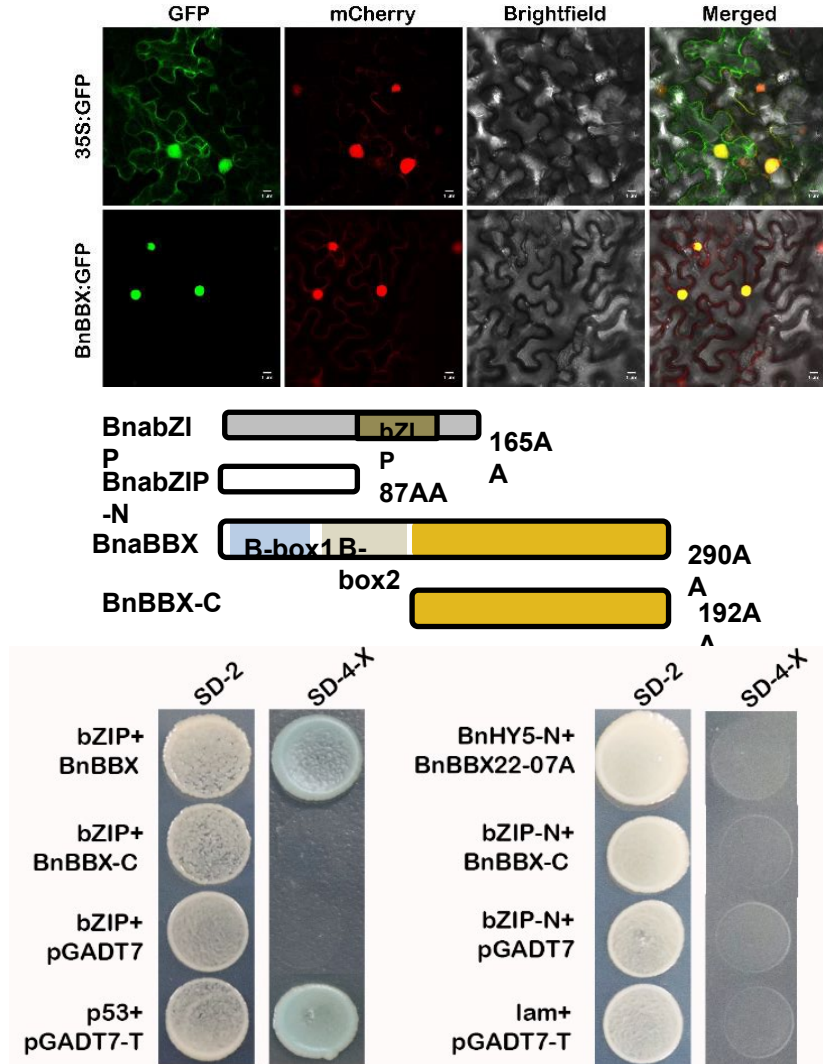 GFP mCherry Brightfield Merged
35S:GFP
BnBBX:GFP
BnabZI
P
bZI
P
165A
A
BnabZIP
-N
87AA
BnaBBX
B-box1
B-
box2
290A
A
BnBBX-C
192A
SD-2 SD-4-X
bZIP+
BnBBX
bZIP+
BnBBX-C
bZIP+
pGADT7
p53+
pGADT7-T
SD-2 SD-4-X
BnHY5-N+
BnBBX22-07A
bZIP-N+
BnBBX-C
bZIP-N+
pGADT7
lam+
pGADT7-T